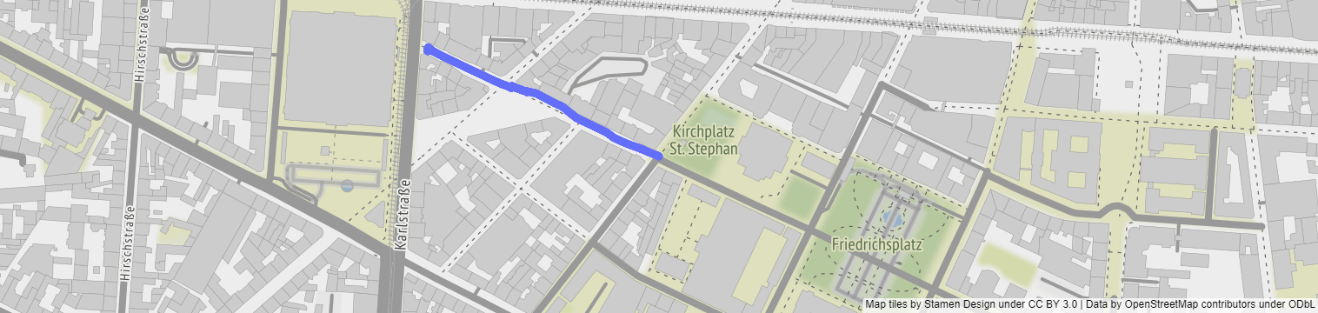 Hirschstraße
Hirschstraße
Karlstraße
Kirchplatz
St. Stephan
Friedrichsplatz
Map tiles by Stamen Design under CC BY 3.0 | Data by OpenStreetMap contributors under ODbL